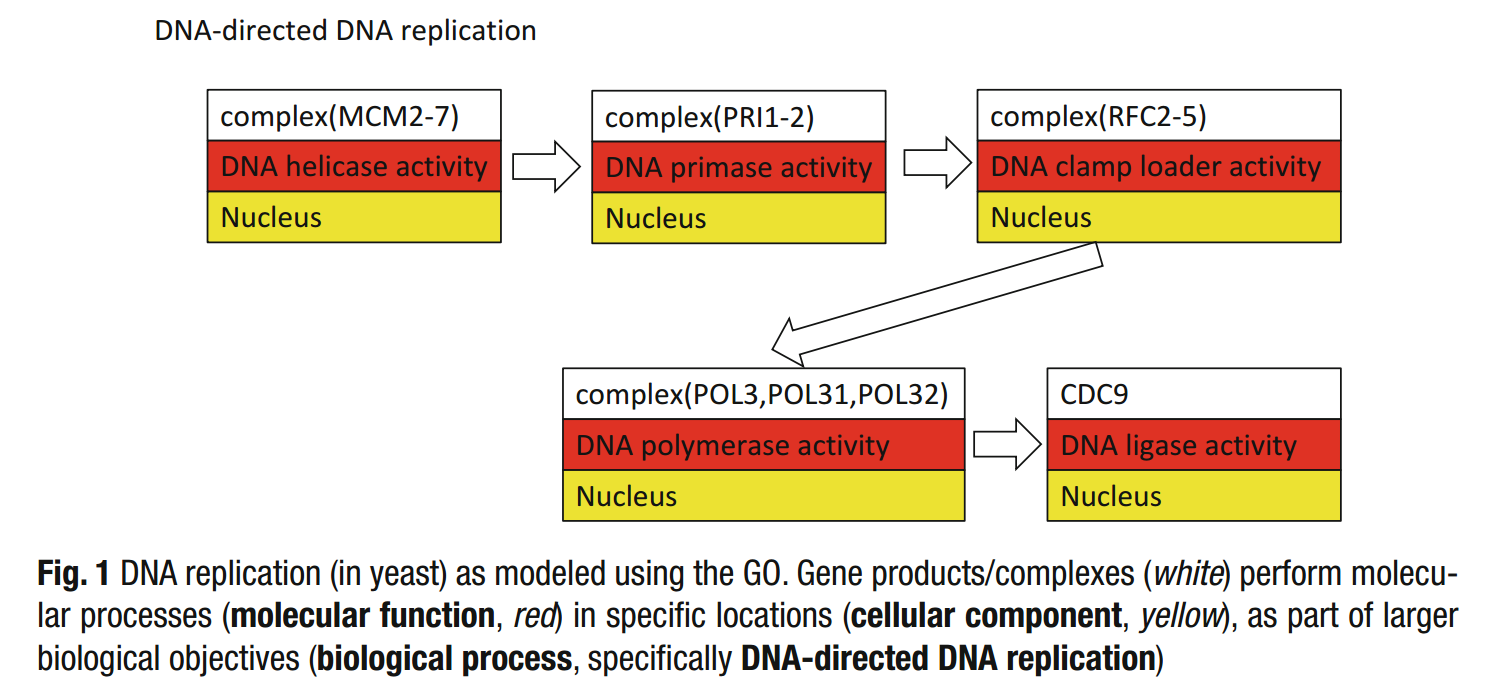 DNA-directed DNA replication
complex(MCM2-7)
DNA helicase activity
Nucleus
complex(PRI1-2)
DNA primase activity
Nucleus
complex(RFC2-5)
DNA clamp loader activity
Nucleus
complex(POL3,POL31,POL32)
DNA polymerase activity
Nucleus
CDC9
DNA ligase activity
Nucleus
Fig. 1 DNA replication (in yeast) as modeled using the GO. Gene products/complexes (white) perform molecu-
lar processes (molecular function, red) in specific locations (cellular component, yellow), as part of larger
biological objectives (biological process, specifically DNA-directed DNA replication)